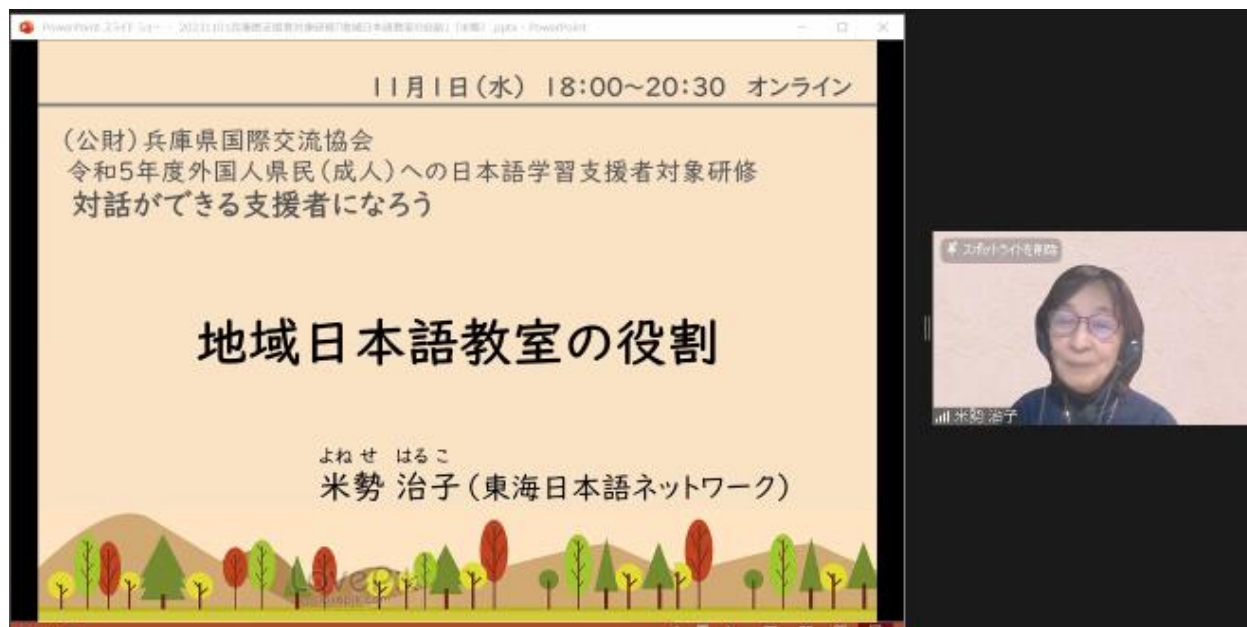 11月1日（水） 18：00～20：30 オンライン
（公財）兵庫県国際交流協会
令和5年度外国人県民（成人）への日本語学習支援者対象研修
対話ができる支援者になろう
地域日本語教室の役割
よねせ はるこ
米勢 治子（東海日本語ネットワーク）
スポットライトを削除
米勢 治子